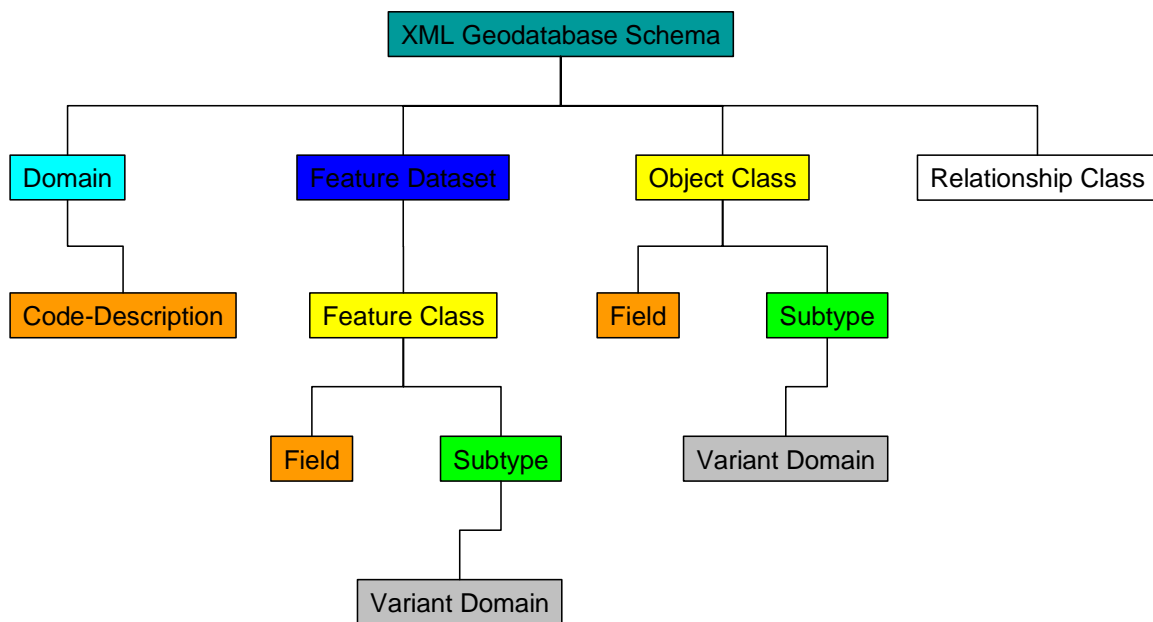 XML Geodatabase Schema
Domain
Feature Dataset
Object Class
Relationship Class
Code-Description
Feature Class
Field
Subtype
Field
Subtype
Variant Domain
Variant Domain